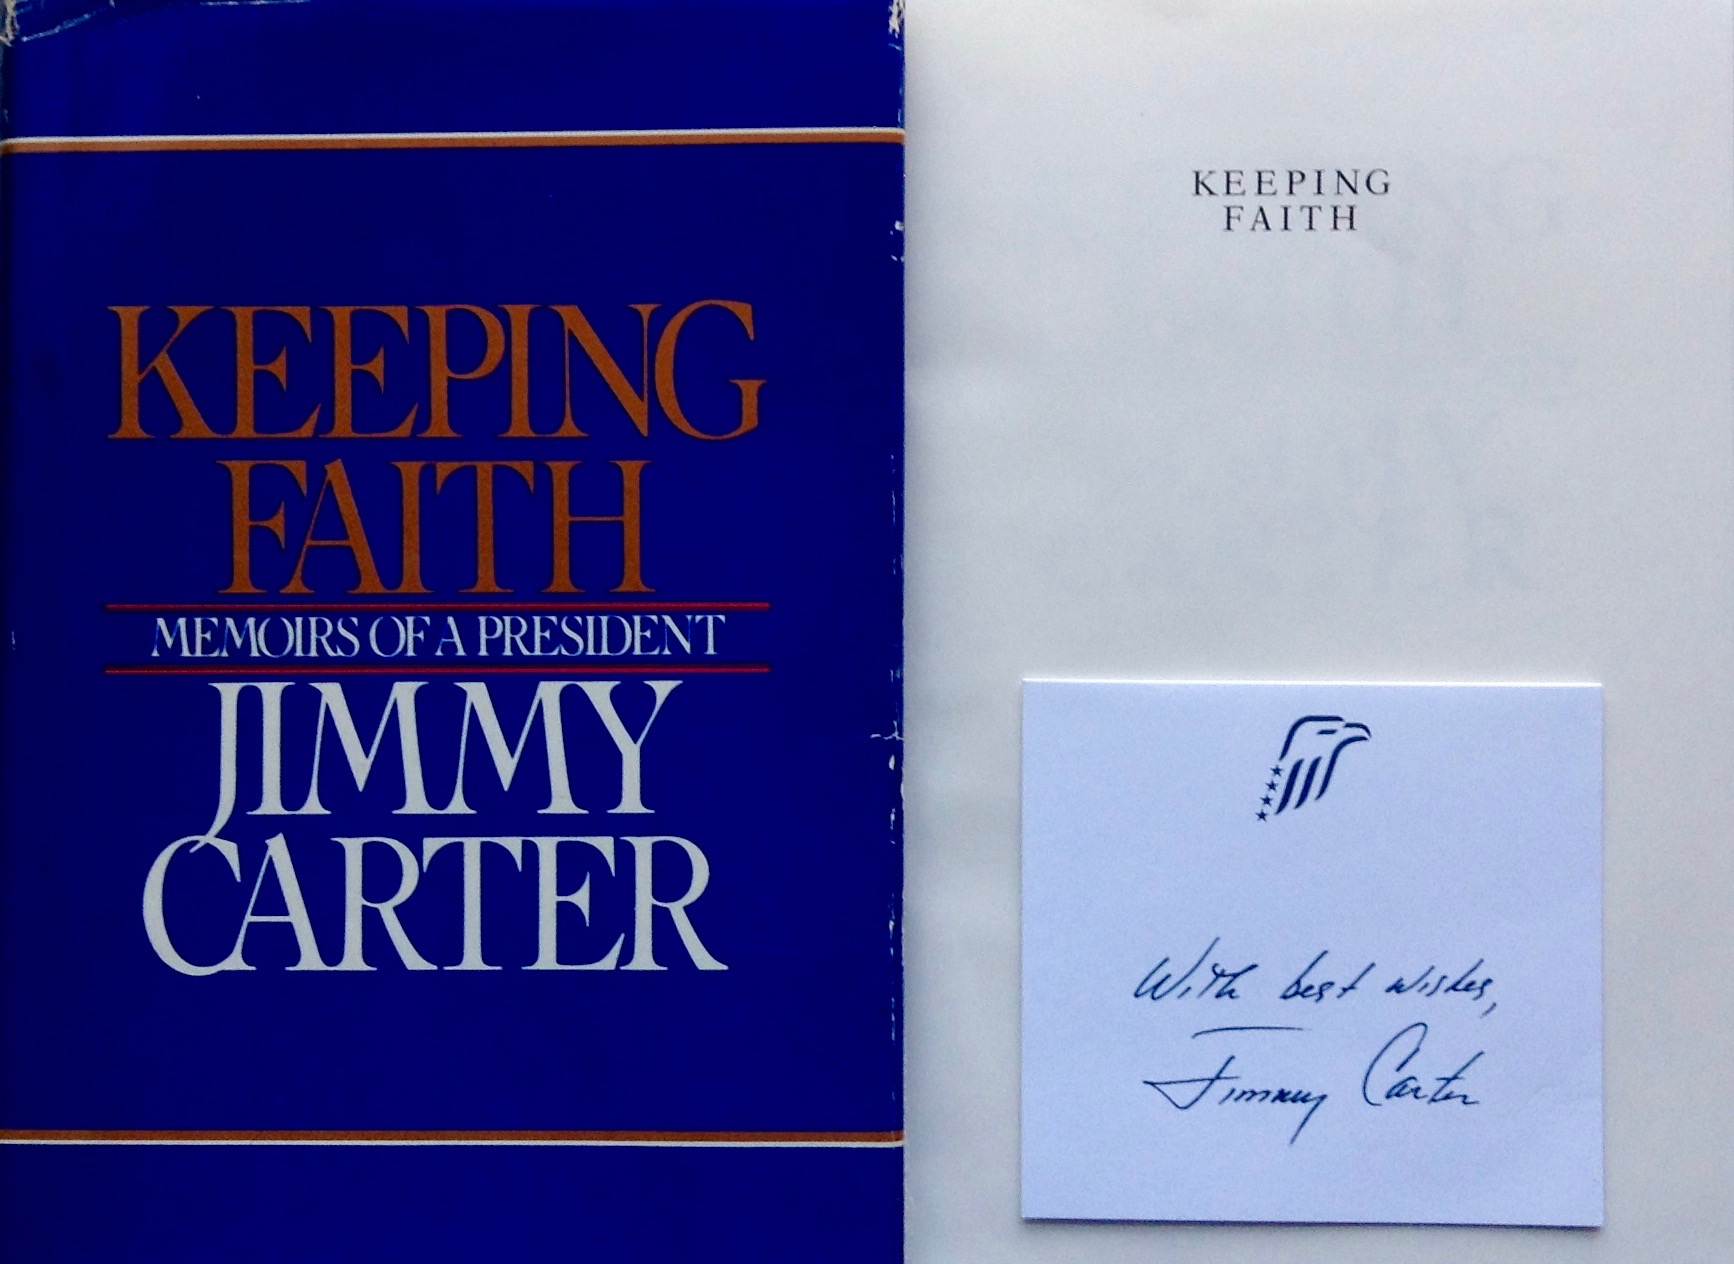 KEEPING
FAITH
MEMOIRS OF A PRESIDENT
JIMMY
CARTER
KEEPING
FAITH
With best wishes,
Jimmy Carter